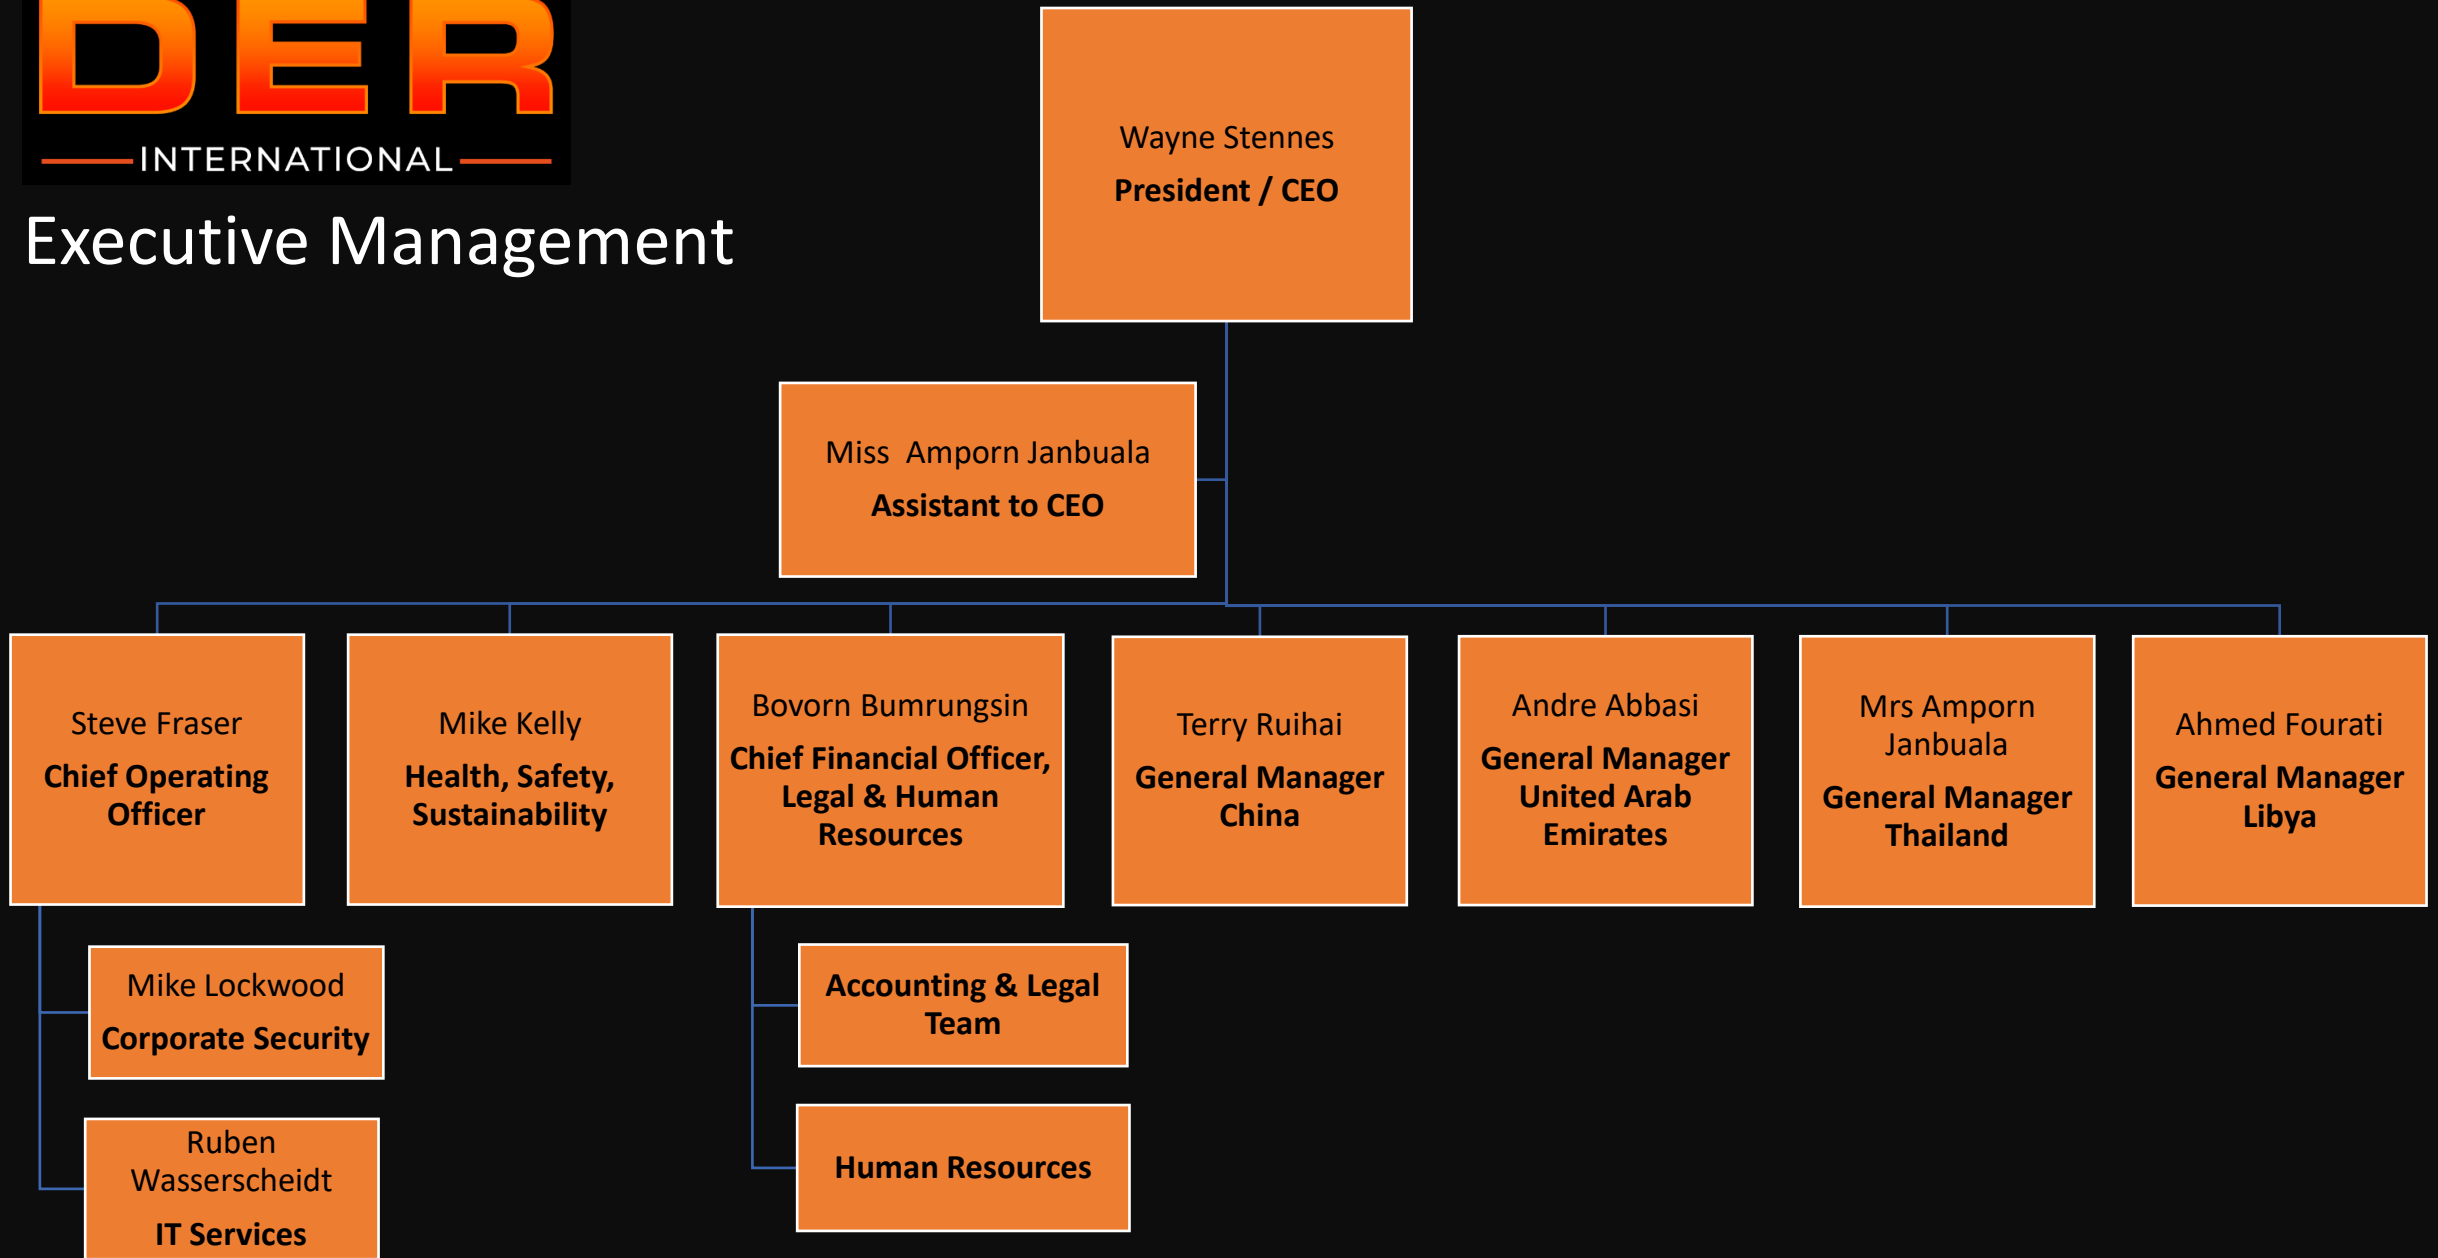 DER
INTERNATIONAL
Executive Management
Wayne Stennes
President / CEO
Miss  Amporn Janbuala
Assistant to CEO
Steve Fraser
Chief Operating
Officer
Mike Kelly
Health, Safety,
Sustainability
Bovorn Bumrungsin
Chief Financial Officer,
Legal & Human
Resources
Terry Ruihai
General Manager
China
Andre Abbasi
General Manager
United Arab
Emirates
Mrs Amporn
Janbuala
General Manager
Thailand
Ahmed Fourati
General Manager
Libya
Mike Lockwood
Corporate Security
Ruben
Wasserscheidt
IT Services
Accounting & Legal
Team
Human Resources